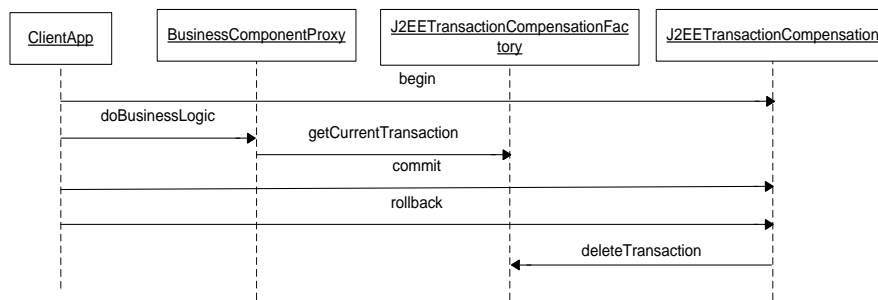 ClientApp
BusinessComponentProxy
J2EETransactionCompensationFac
tory
J2EETransactionCompensation
begin
doBusinessLogic
getCurrentTransaction
commit
rollback
deleteTransaction